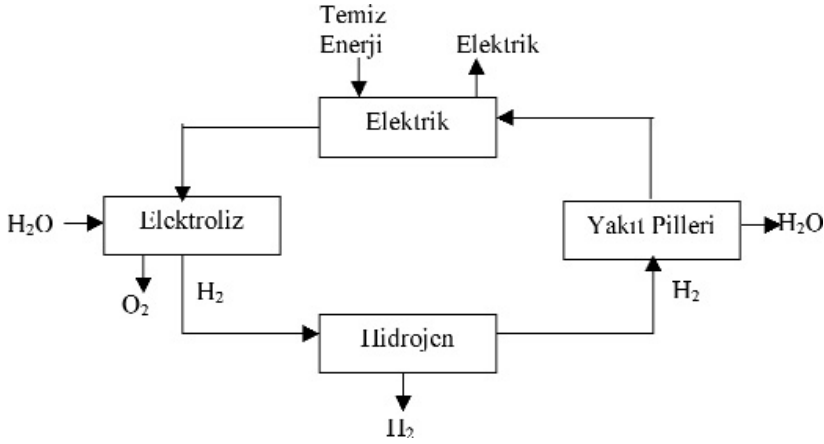 Temiz
Enerji
Elektrik
Elektrik
H₂O
Elektroliz
Yakıt Pilleri
H₂O
O₂
H₂
H₂
Hidrojen
H₂